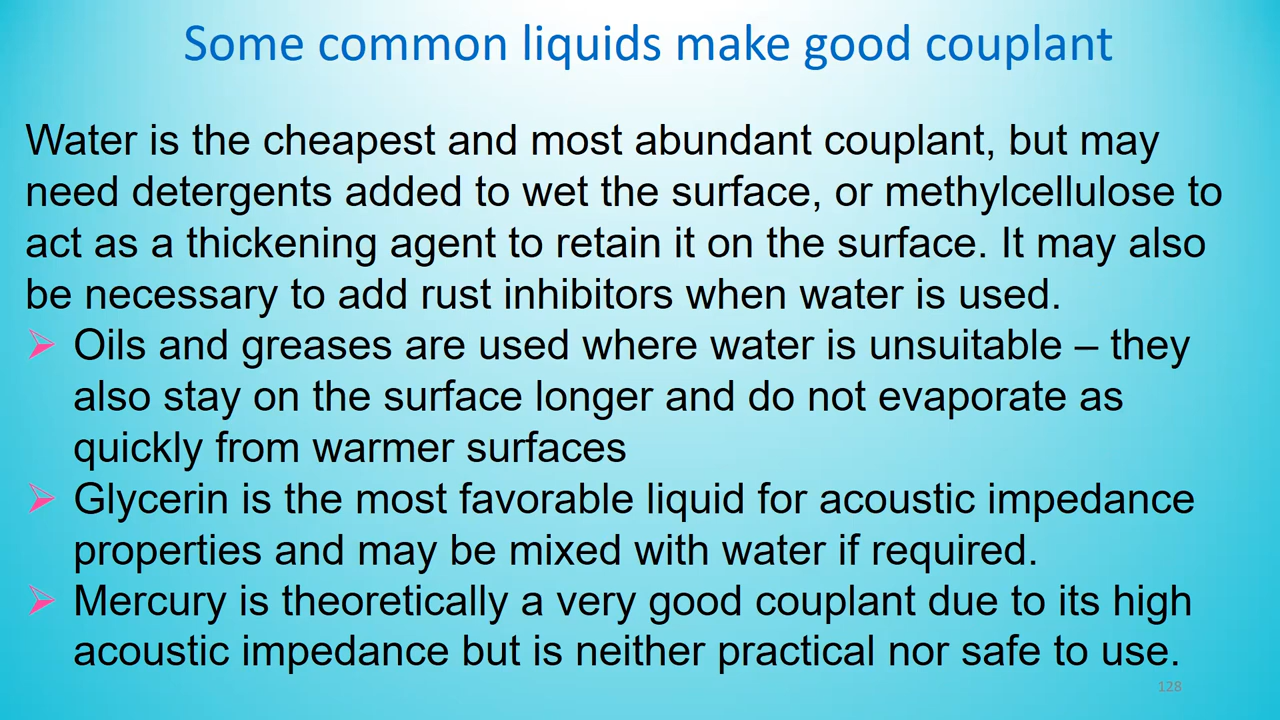 Some common liquids make good couplant
Water is the cheapest and most abundant couplant, but may
need detergents added to wet the surface, or methylcellulose to
act as a thickening agent to retain it on the surface. It may also
be necessary to add rust inhibitors when water is used.
Oils and greases are used where water is unsuitable – they
also stay on the surface longer and do not evaporate as
quickly from warmer surfaces
Glycerin is the most favorable liquid for acoustic impedance
properties and may be mixed with water if required.
Mercury is theoretically a very good couplant due to its high
acoustic impedance but is neither practical nor safe to use.
128